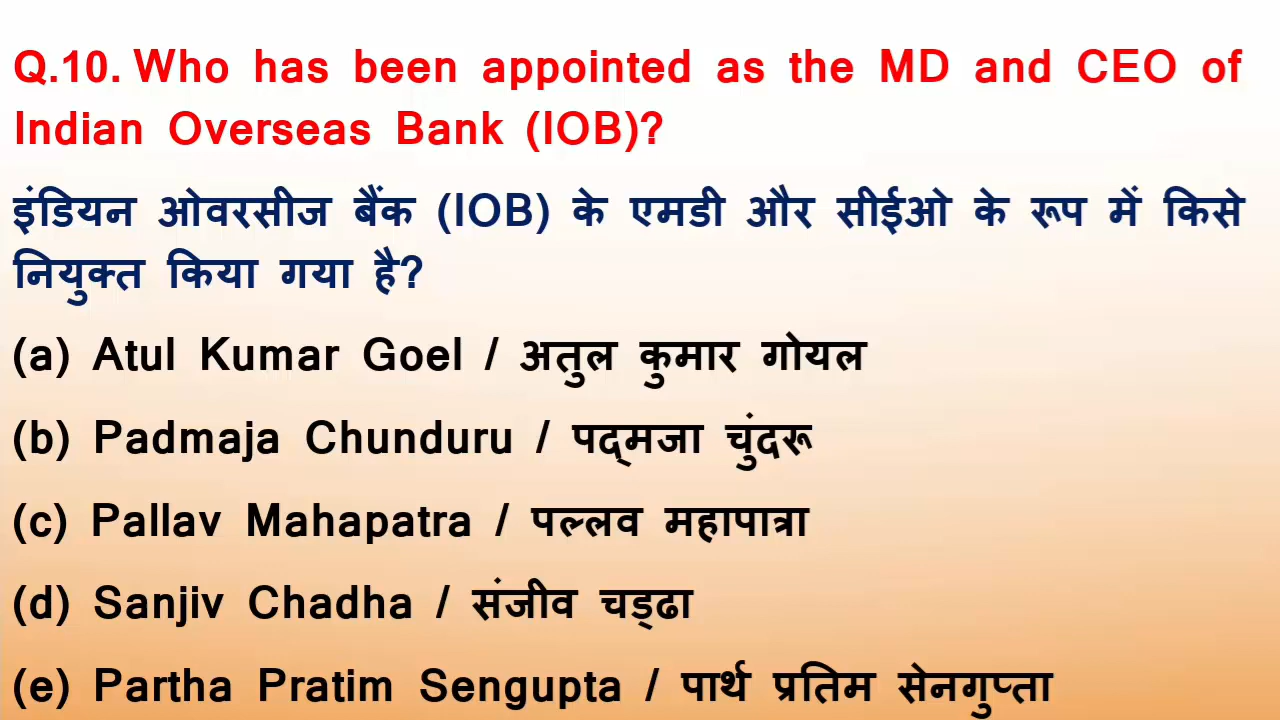 Q.10. Who has been appointed as the MD and CEO of
Indian Overseas Bank (IOB)?
इंडियन ओवरसीज बैंक (IOB) के एमडी और सीईओ के रूप में किसे
नियुक्त किया गया है?
(a) Atul Kumar Goel / अतुल कुमार गोयल
(b) Padmaja Chunduru / पद्मजा चुंदरू
(c) Pallav Mahapatra / पल्लव महापात्रा
(d) Sanjiv Chadha / संजीव चड्ढा
(e) Partha Pratim Sengupta / पार्थ प्रतिम सेनगुप्ता